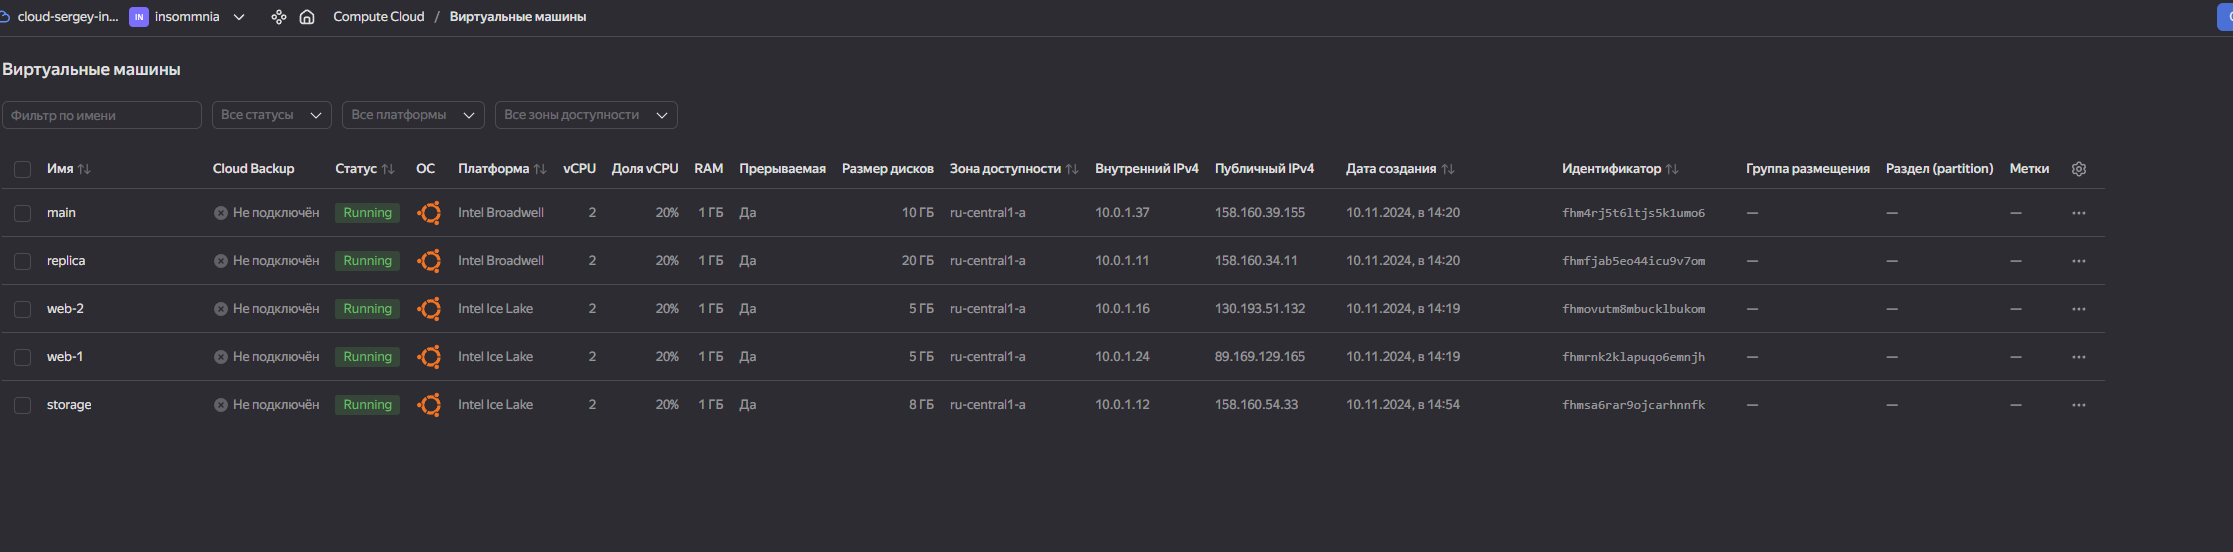 cloud-sergey-in... IN insommnia Compute Cloud / Виртуальные машины
Виртуальные машины
Фильтр по имени Все статусы Все платформы Все зоны доступности
Имя Cloud Backup Статус ОС Платформа vCPU Доля vCPU RAM Прерываемая Размер дисков Зона доступности Внутренний IPv4 Публичный IPv4 Дата создания Идентификатор Группа размещения Раздел (partition) Метки
main Не подключён Running Intel Broadwell 2 20% 1 ГБ Да 10 ГБ ru-central1-a 10.0.1.37 158.160.39.155 10.11.2024, в 14:20 fhm4rj5t6ltjs5k1umo6 — — —
replica Не подключён Running Intel Broadwell 2 20% 1 ГБ Да 20 ГБ ru-central1-a 10.0.1.11 158.160.34.11 10.11.2024, в 14:20 fhmfjab5eo44icu9v7om — — —
web-2 Не подключён Running Intel Ice Lake 2 20% 1 ГБ Да 5 ГБ ru-central1-a 10.0.1.16 130.193.51.132 10.11.2024, в 14:19 fhmovutm8mbucklbukom — — —
web-1 Не подключён Running Intel Ice Lake 2 20% 1 ГБ Да 5 ГБ ru-central1-a 10.0.1.24 89.169.129.165 10.11.2024, в 14:19 fhmrnk2klapuqo6emnjh — — —
storage Не подключён Running Intel Ice Lake 2 20% 1 ГБ Да 8 ГБ ru-central1-a 10.0.1.12 158.160.54.33 10.11.2024, в 14:54 fhmsa6rar9ojcarhnnfk — — —